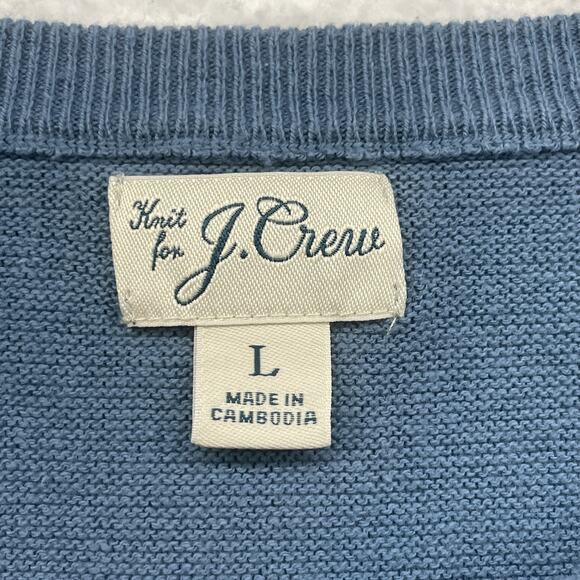 Knit
for J.Crew
L
MADE IN
CAMBODIA